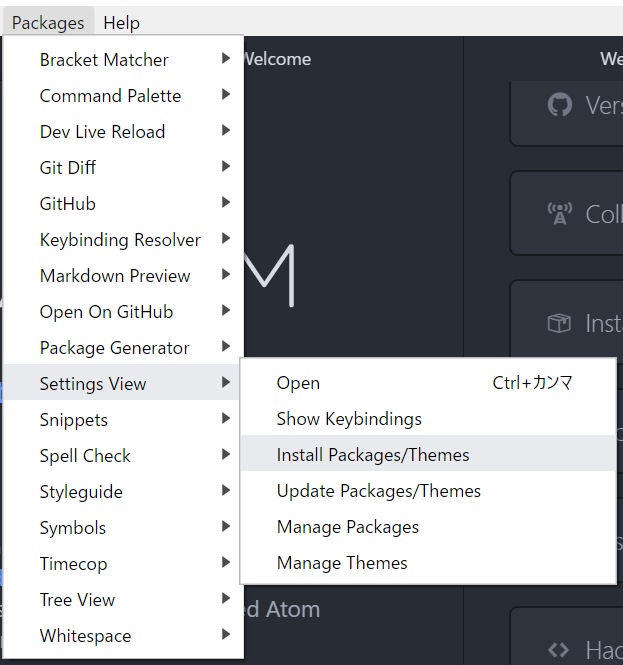 Packages Help
Welcome
Bracket Matcher
Command Palette
Dev Live Reload
Git Diff
GitHub
Keybinding Resolver
Markdown Preview
Open On GitHub
Package Generator
Settings View
Snippets
Spell Check
Styleguide
Symbols
Timecop
Tree View
Whitespace
Open Ctrl+カンマ
Show Keybindings
Install Packages/Themes
Update Packages/Themes
Manage Packages
Manage Themes
M
ed Atom
We
Vers
Coll
Inst
Hac